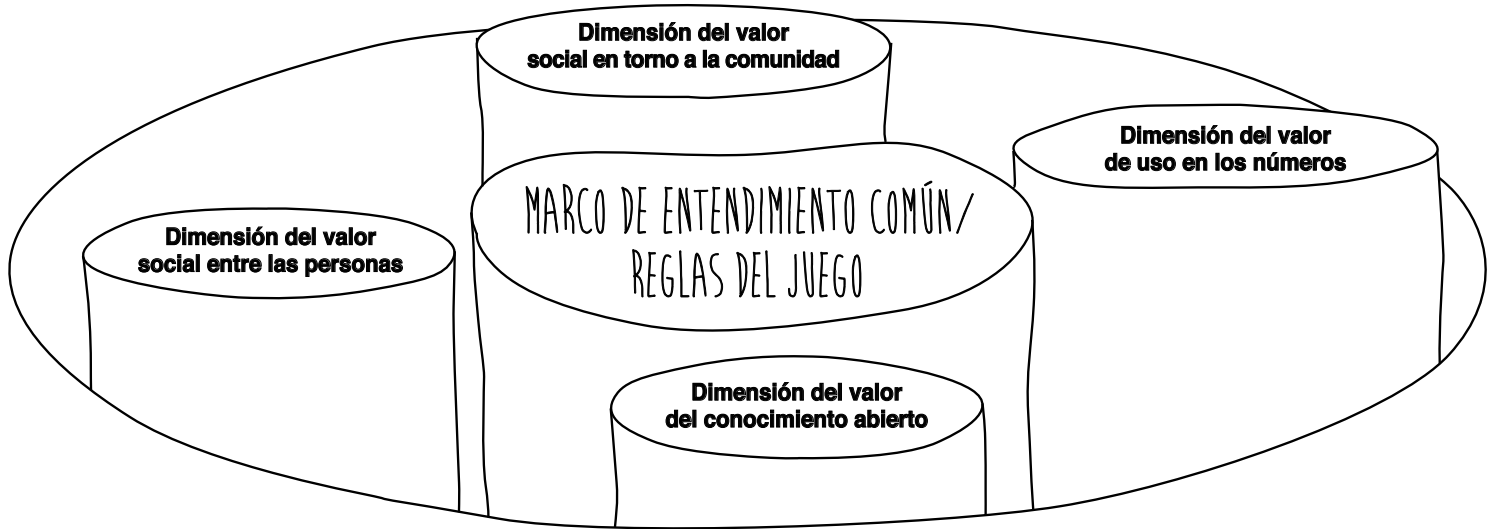 Dimensión del valor
social en torno a la comunidad
Dimensión del valor
de uso en los números
MARCO DE ENTENDIMIENTO COMÚN/
REGLAS DEL JUEGO
Dimensión del valor
social entre las personas
Dimensión del valor
del conocimiento abierto